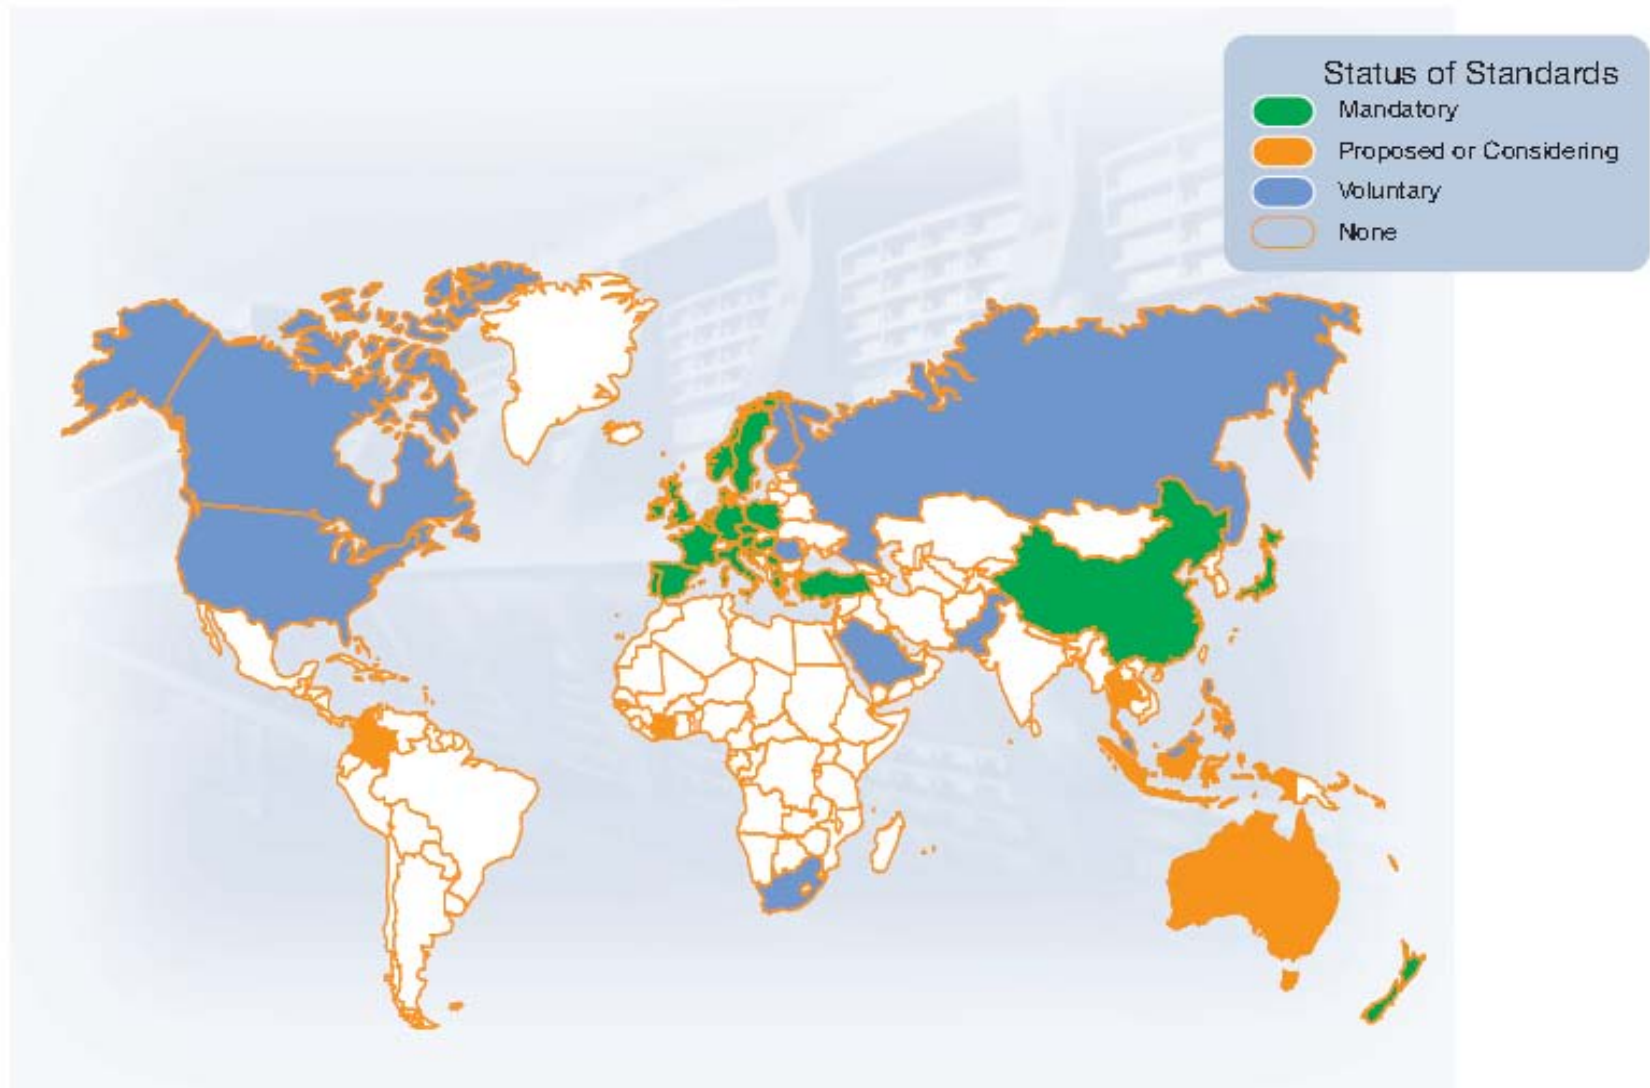 Status of Standards
Mandatory
Proposed or Considering
Voluntary
None